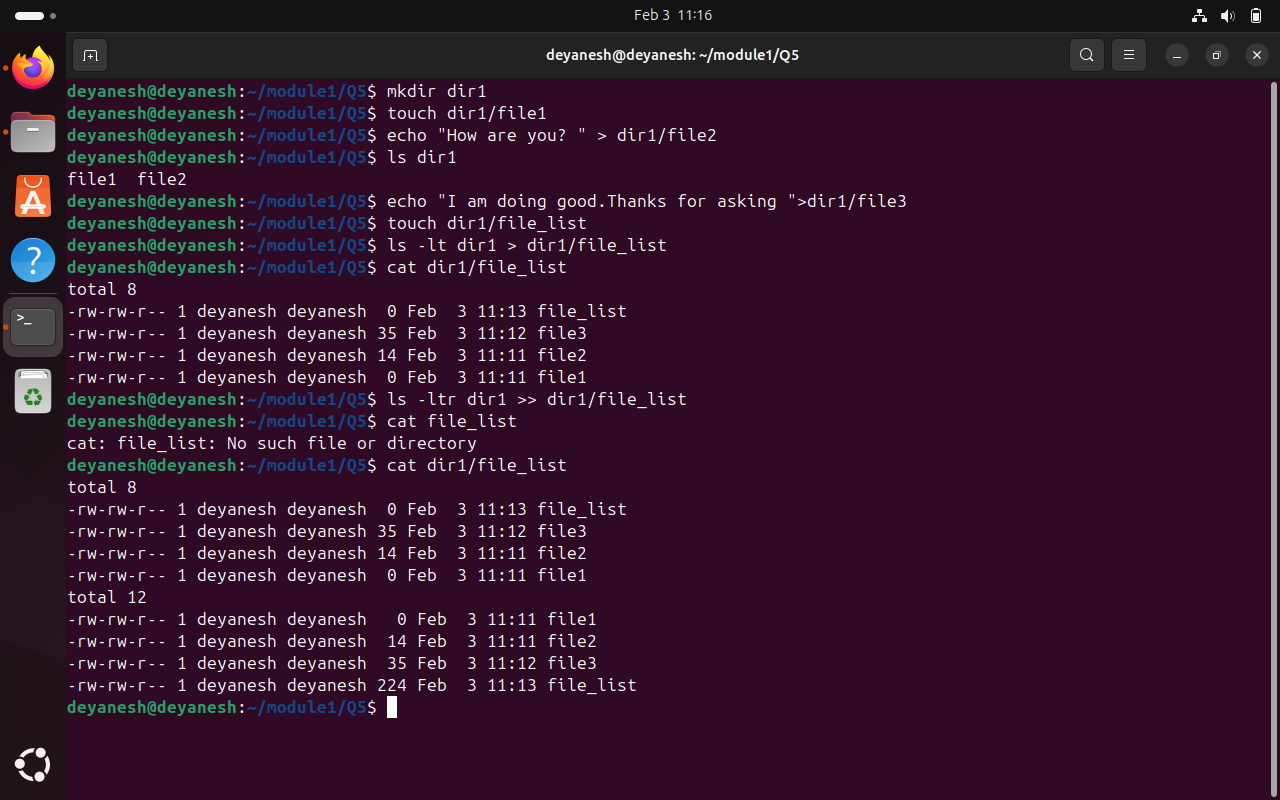 Feb 3 11:16
deyanesh@deyanesh: ~/module1/Q5
deyanesh@deyanesh:~/module1/Q5$ mkdir dir1
deyanesh@deyanesh:~/module1/Q5$ touch dir1/file1
deyanesh@deyanesh:~/module1/Q5$ echo "How are you? " > dir1/file2
deyanesh@deyanesh:~/module1/Q5$ ls dir1
file1  file2
deyanesh@deyanesh:~/module1/Q5$ echo "I am doing good.Thanks for asking ">dir1/file3
deyanesh@deyanesh:~/module1/Q5$ touch dir1/file_list
deyanesh@deyanesh:~/module1/Q5$ ls -lt dir1 > dir1/file_list
deyanesh@deyanesh:~/module1/Q5$ cat dir1/file_list
total 8
-rw-rw-r-- 1 deyanesh deyanesh  0 Feb  3 11:13 file_list
-rw-rw-r-- 1 deyanesh deyanesh 35 Feb  3 11:12 file3
-rw-rw-r-- 1 deyanesh deyanesh 14 Feb  3 11:11 file2
-rw-rw-r-- 1 deyanesh deyanesh  0 Feb  3 11:11 file1
deyanesh@deyanesh:~/module1/Q5$ ls -ltr dir1 >> dir1/file_list
deyanesh@deyanesh:~/module1/Q5$ cat file_list
cat: file_list: No such file or directory
deyanesh@deyanesh:~/module1/Q5$ cat dir1/file_list
total 8
-rw-rw-r-- 1 deyanesh deyanesh  0 Feb  3 11:13 file_list
-rw-rw-r-- 1 deyanesh deyanesh 35 Feb  3 11:12 file3
-rw-rw-r-- 1 deyanesh deyanesh 14 Feb  3 11:11 file2
-rw-rw-r-- 1 deyanesh deyanesh  0 Feb  3 11:11 file1
total 12
-rw-rw-r-- 1 deyanesh deyanesh   0 Feb  3 11:11 file1
-rw-rw-r-- 1 deyanesh deyanesh  14 Feb  3 11:11 file2
-rw-rw-r-- 1 deyanesh deyanesh  35 Feb  3 11:12 file3
-rw-rw-r-- 1 deyanesh deyanesh 224 Feb  3 11:13 file_list
deyanesh@deyanesh:~/module1/Q5$